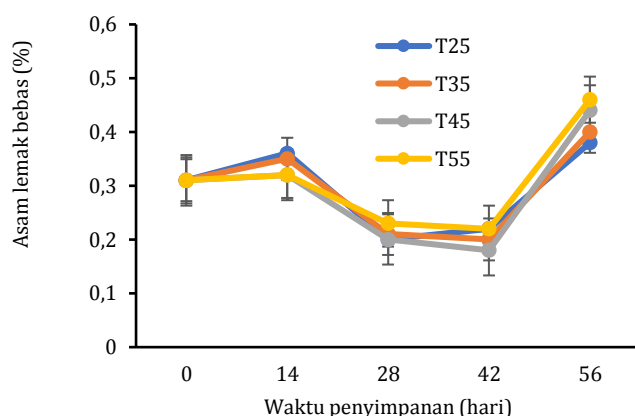 Asam lemak bebas (%)
0,6
0,5
0,4
0,3
0,2
0,1
0
T25
T35
T45
T55
0 14 28 42 56
Waktu penyimpanan (hari)